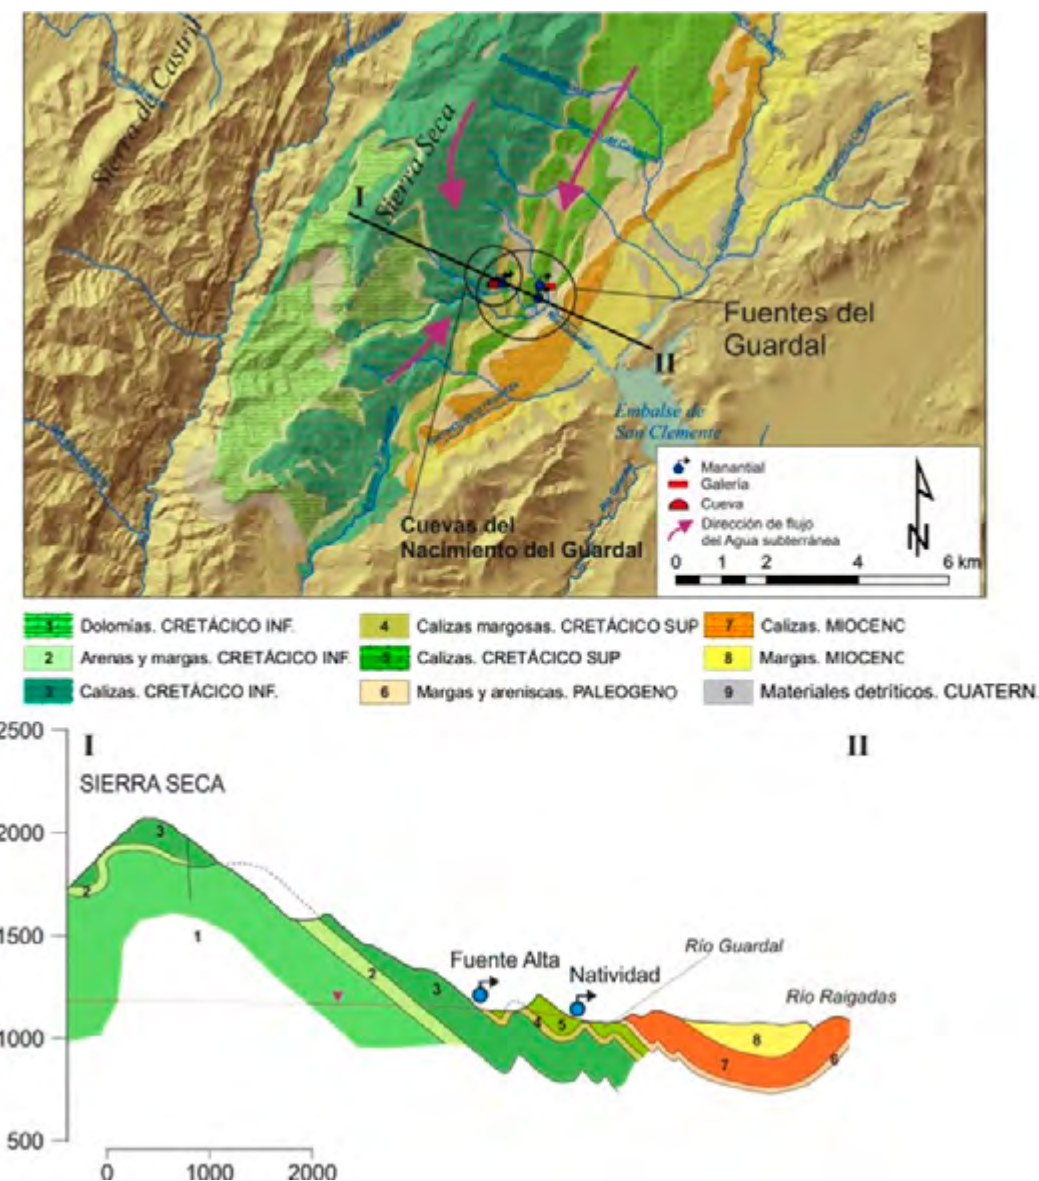 Sierra de Castril
Sierra Seca
I
II
Fuentes del
Guardal
Embalse de
San Clemente
Cuevas del
Nacimiento del Guardal
Manantial
Galería
Cueva
Dirección de flujo
del Agua subterránea
N
0 1 2 4 6 km
1 Dolomías. CRETÁCICO INF.
2 Arenas y margas. CRETÁCICO INF.
3 Calizas. CRETÁCICO INF.
4 Calizas margosas. CRETÁCICO SUP
5 Calizas. CRETÁCICO SUP
6 Margas y areniscas. PALEOGENO
7 Calizas. MIOCENC
8 Margas. MIOCENC
9 Materiales detríticos. CUATERN.
2500
2000
1500
1000
500
I
II
SIERRA SECA
3
2
1
2
3
Fuente Alta
Natividad
Río Guardal
Río Raigadas
4
5
7
8
6
0 1000 2000